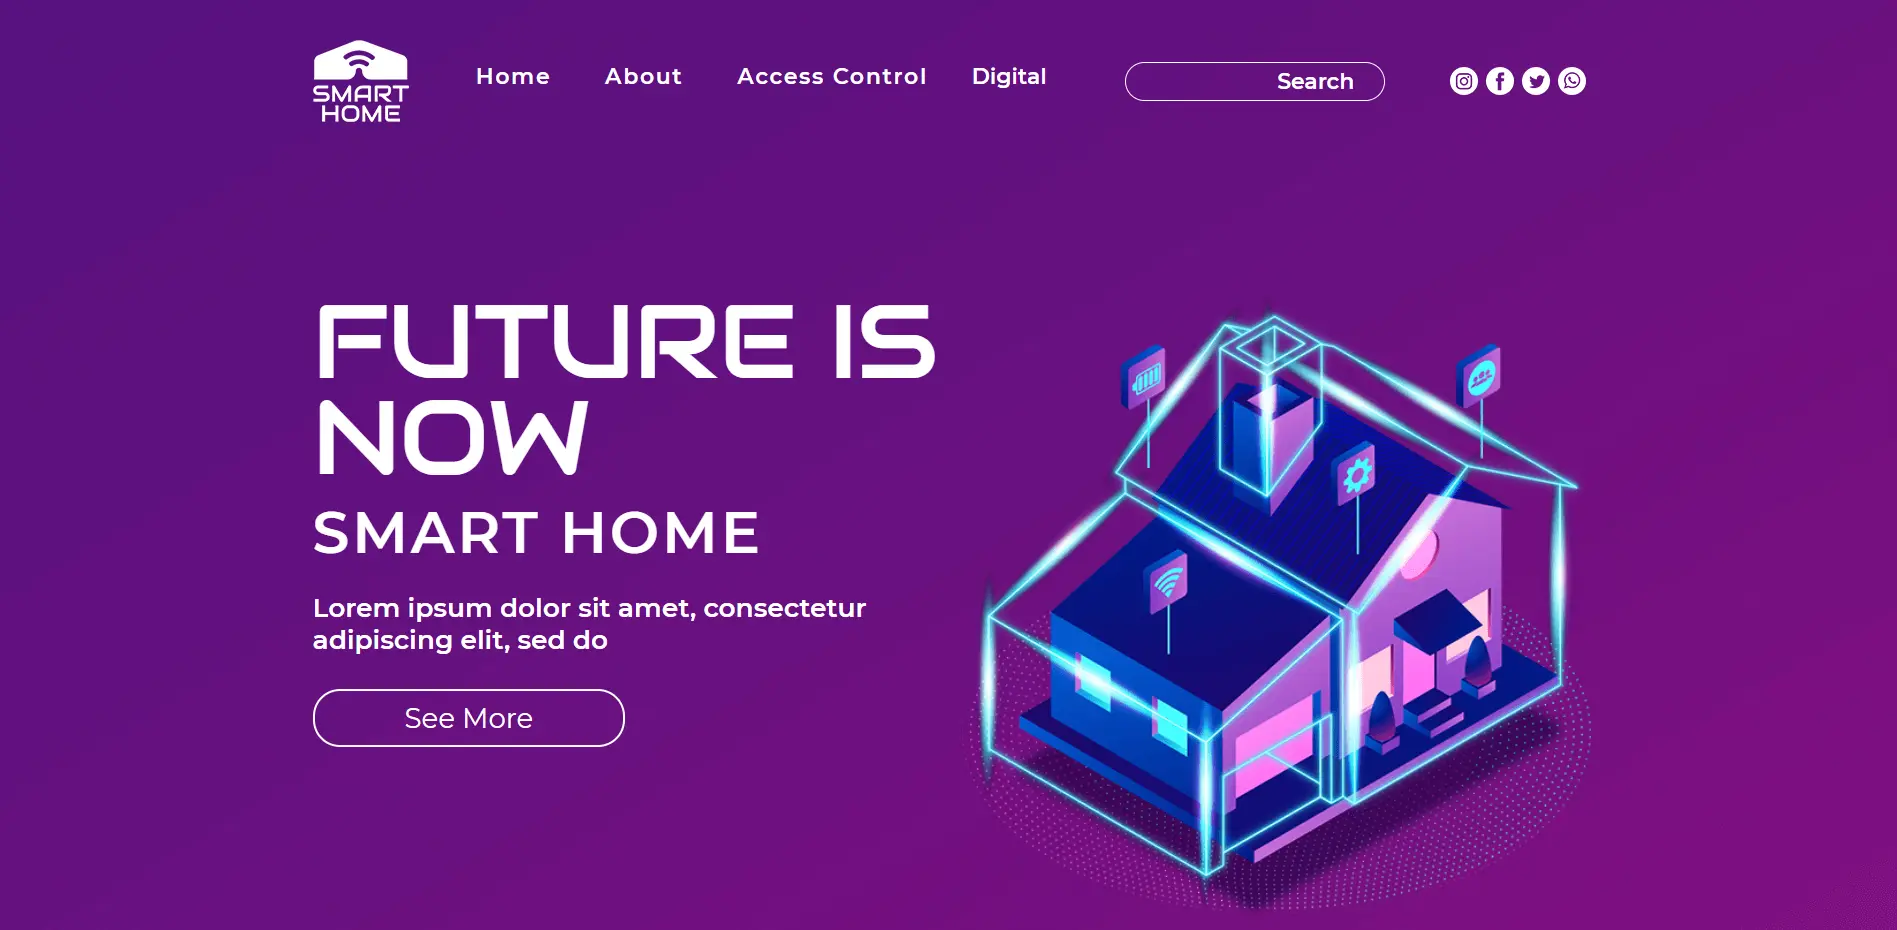 SMART
HOME
Home
About
Access Control
Digital
Search
FUTURE IS
NOW
SMART HOME
Lorem ipsum dolor sit amet, consectetur
adipiscing elit, sed do
See More